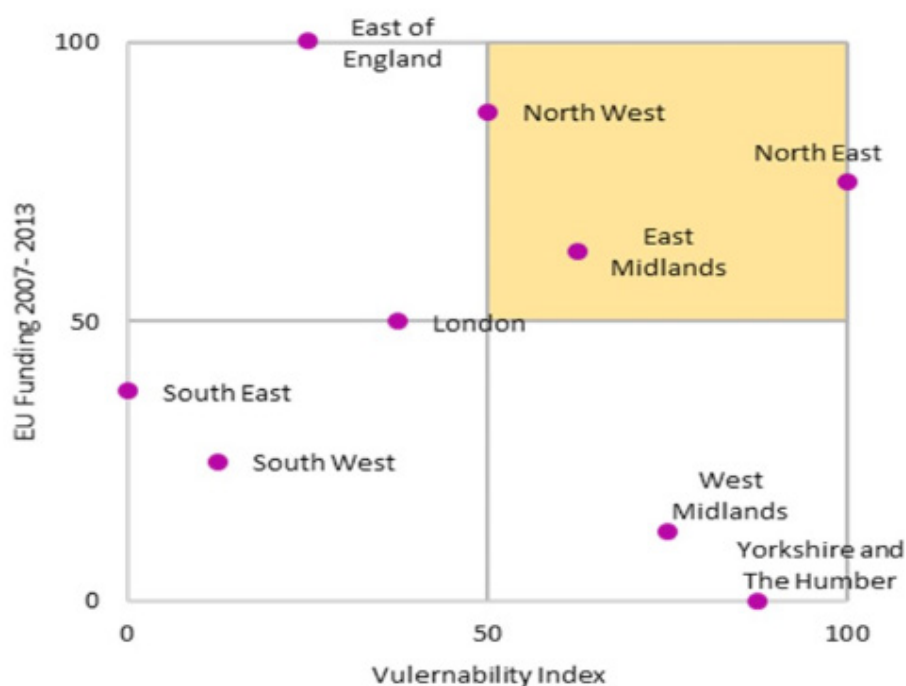 East of
England
100
North West
North East
East
Midlands
EU Funding 2007- 2013
50
London
South East
South West
West
Midlands
Yorkshire and
The Humber
0
0
50
100
Vulernability Index